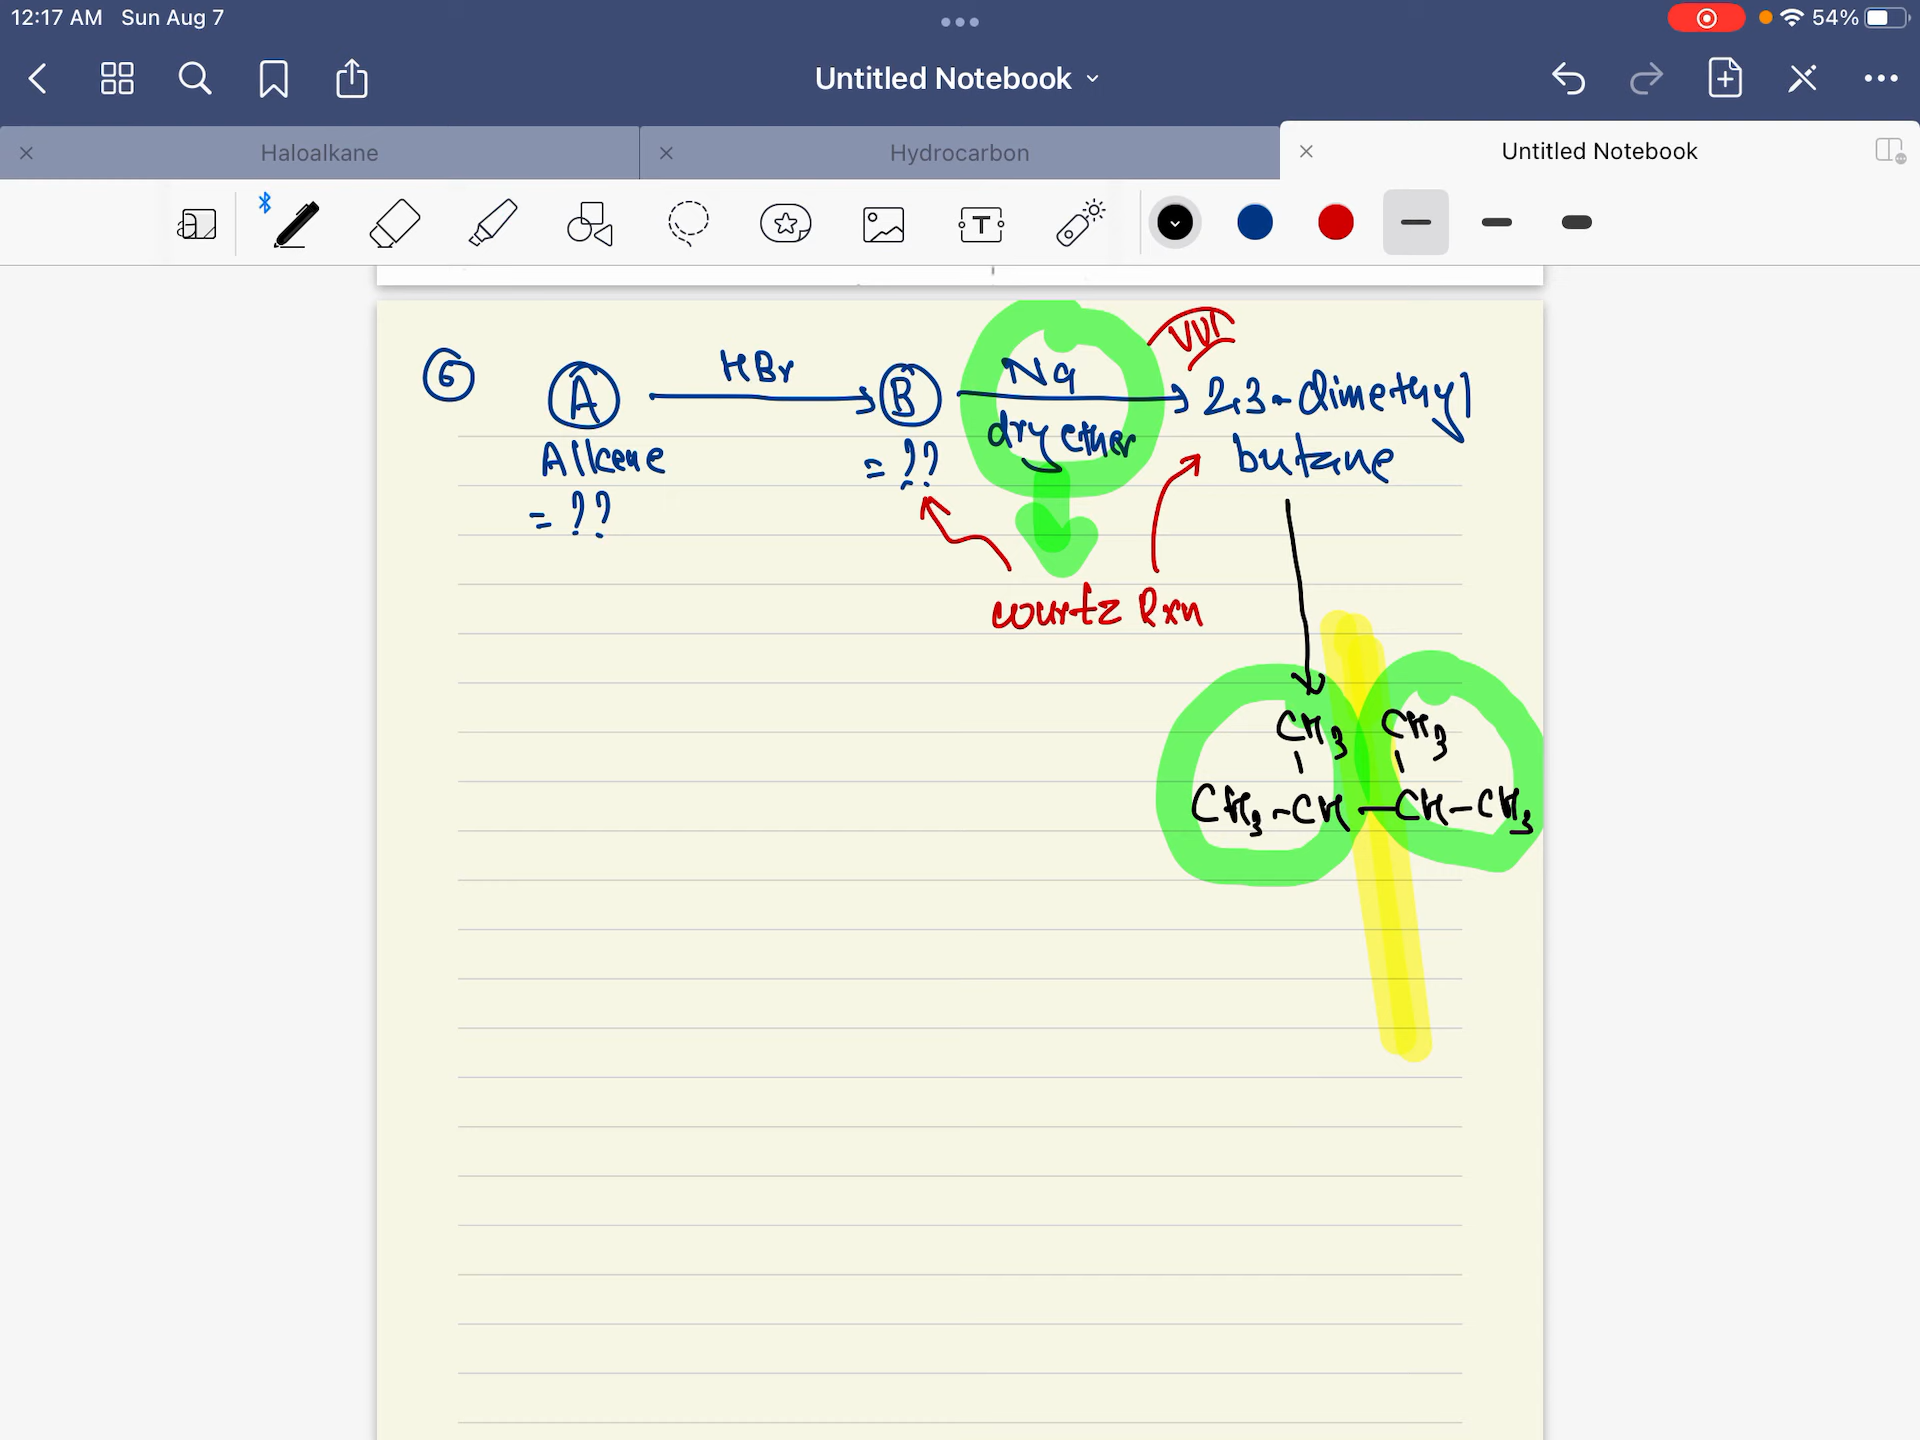 12:17 AM Sun Aug 7
54%
Untitled Notebook
Haloalkane
Hydrocarbon
Untitled Notebook
T
VVI
6 A HBr B Na 2,3-dimethyl
Alkene = ?? dry ether butane
= ??
wurtz Rxn
CH3 CH3
CH3-CH-CH-CH3